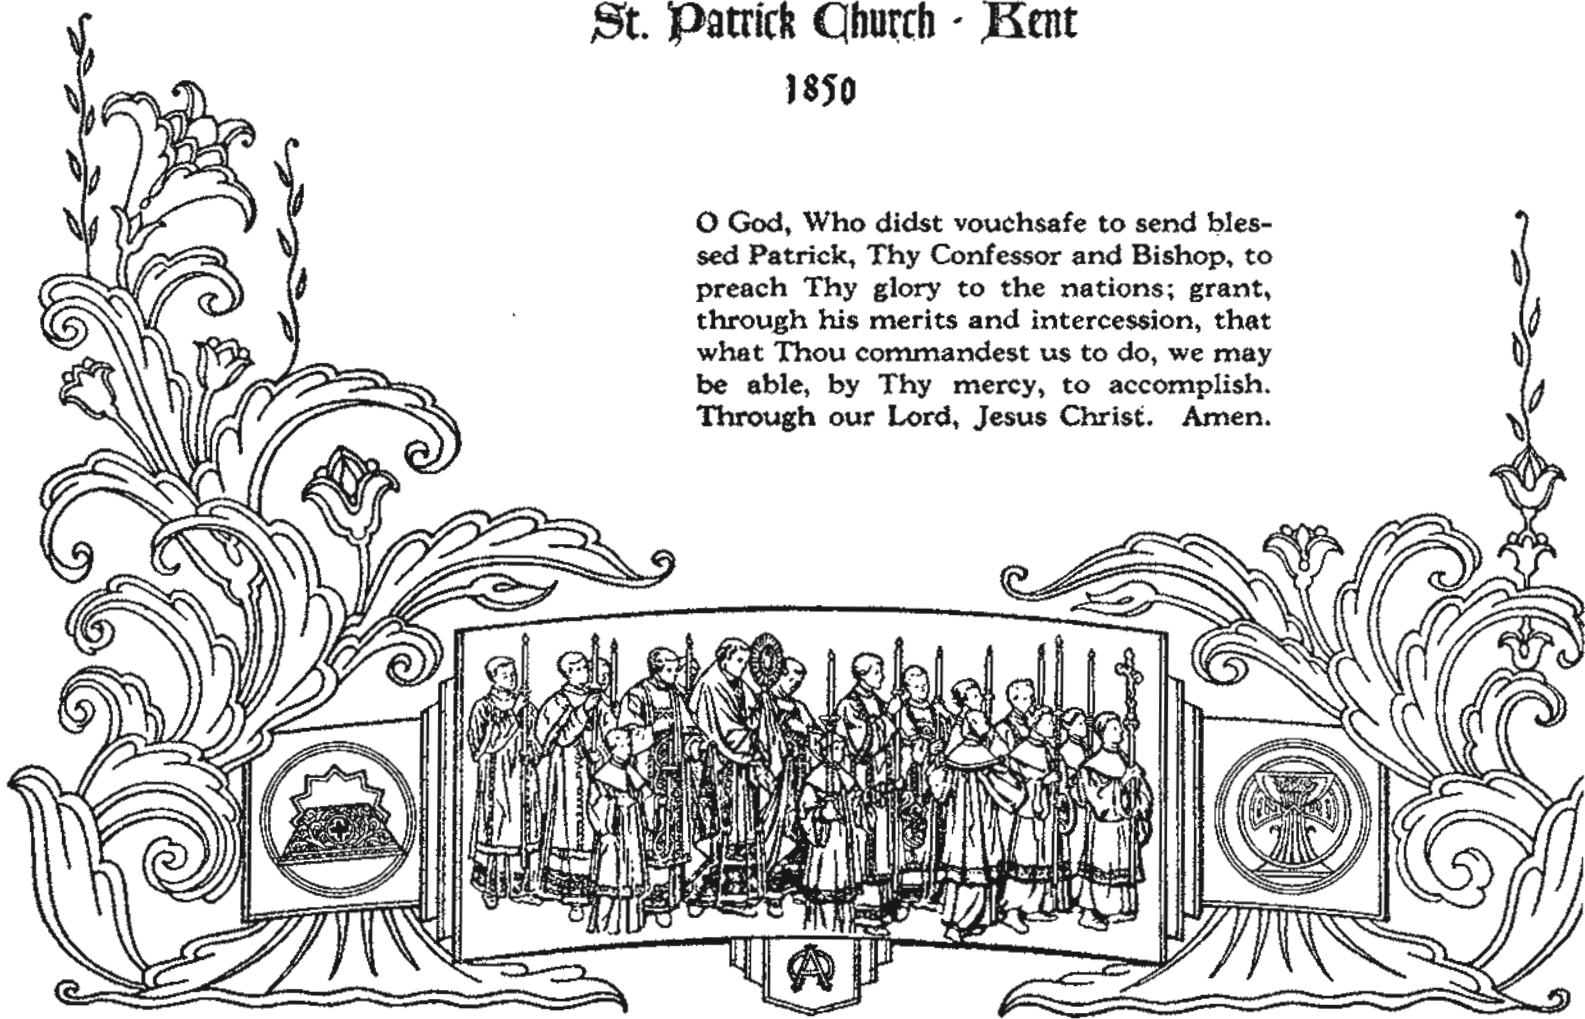 St. Patrick Church - Kent
1850
O God, Who didst vouchsafe to send bles-
sed Patrick, Thy Confessor and Bishop, to
preach Thy glory to the nations; grant,
through his merits and intercession, that
what Thou commandest us to do, we may
be able, by Thy mercy, to accomplish.
Through our Lord, Jesus Christ. Amen.